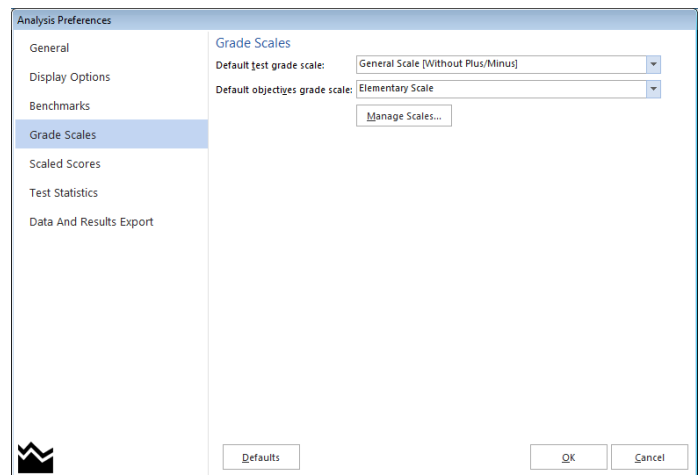 Analysis Preferences
General
Display Options
Benchmarks
Grade Scales
Scaled Scores
Test Statistics
Data And Results Export
Grade Scales
Default test grade scale: General Scale [Without Plus/Minus]
Default objectives grade scale: Elementary Scale
Manage Scales...
Defaults
OK
Cancel